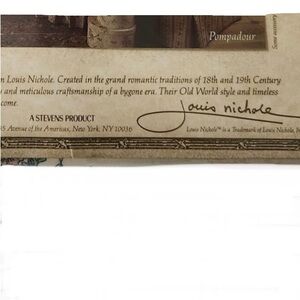 Pompadour
Some accessory
n Louis Nichole. Created in the grand romantic traditions of 18th and 19th Century
and meticulous craftsmanship of a bygone era. Their Old World style and timeless
come.
A STEVENS PRODUCT
Avenue of the Americas, New York, NY 10036
Louis Nichole
Louis Nichole™ is a Trademark of Louis Nichole,